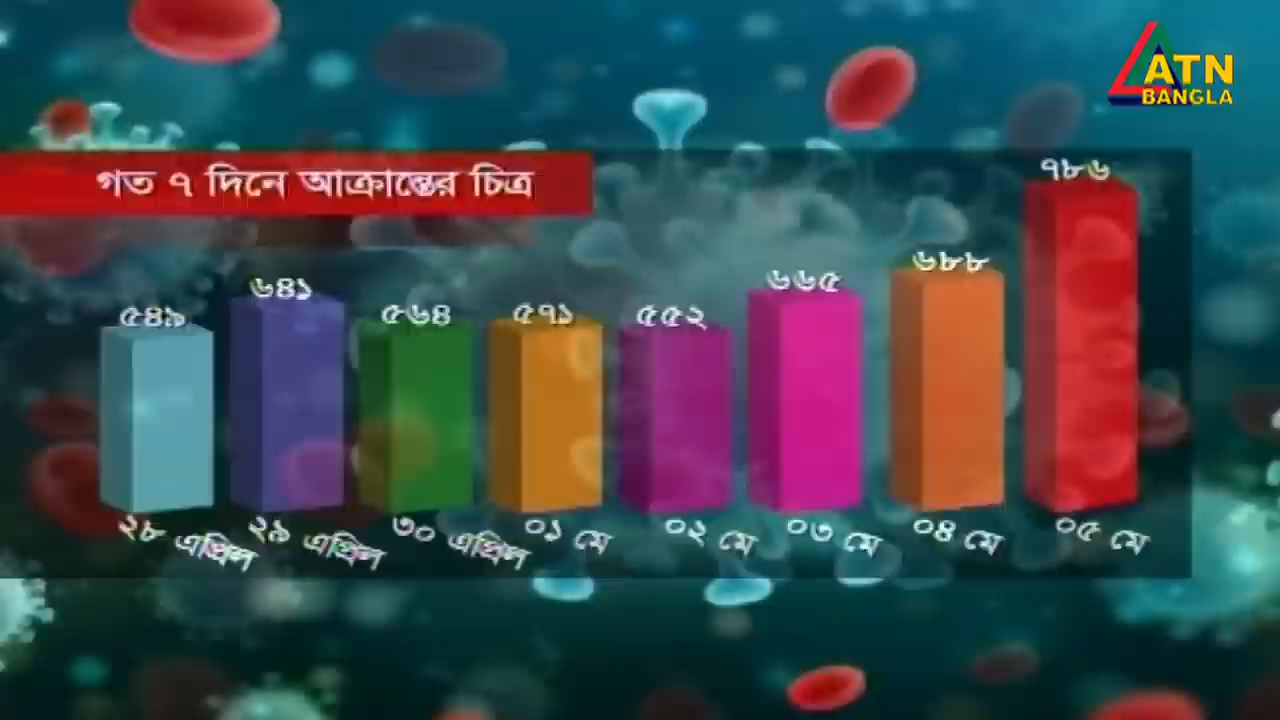 ATN
BANGLA
গত ৭ দিনে আক্রান্তের চিত্র
৫৪৯ ৬৪১ ৫৬৪ ৫৭১ ৫৫২ ৬৬৫ ৬৮৮ ৭৮৬
২৮ এপ্রিল ২৯ এপ্রিল ৩০ এপ্রিল ০১ মে ০২ মে ০৩ মে ০৪ মে ০৫ মে